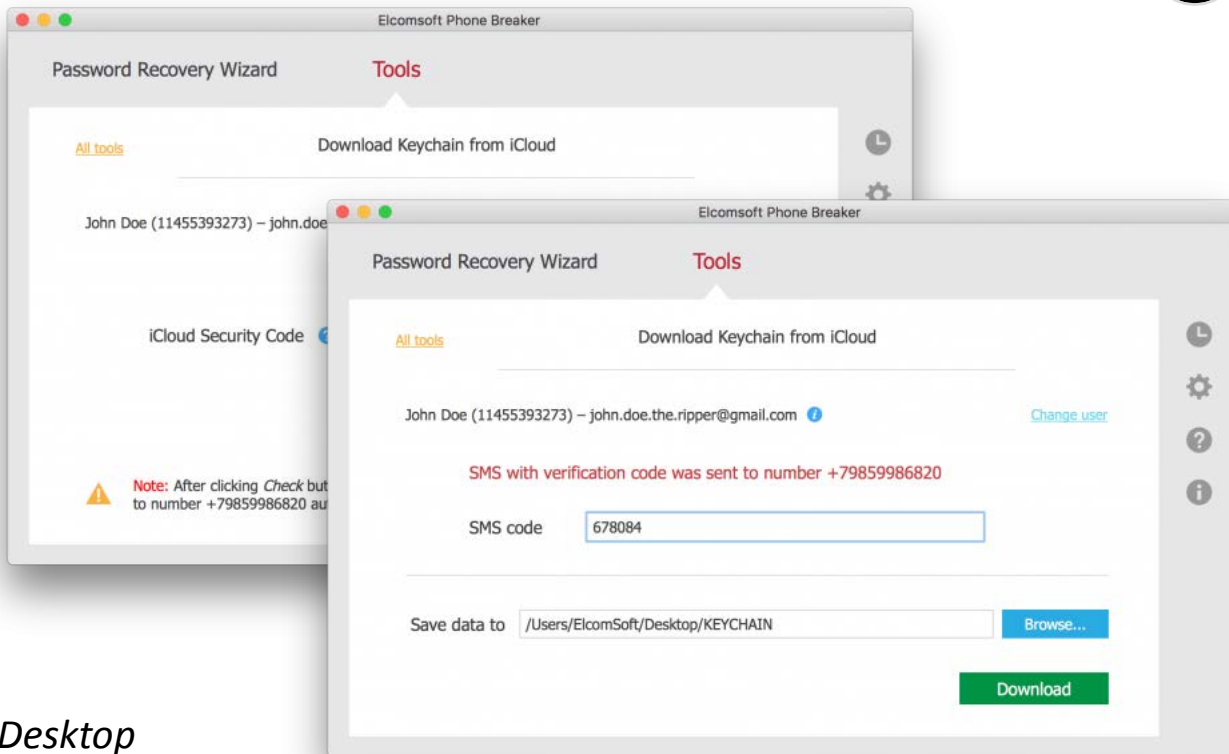 Elcomsoft Phone Breaker
Password Recovery Wizard Tools
All tools Download Keychain from iCloud
John Doe (11455393273) – john.doe
iCloud Security Code
Note: After clicking Check but
to number +79859986820 au
Elcomsoft Phone Breaker
Password Recovery Wizard Tools
All tools Download Keychain from iCloud
John Doe (11455393273) – john.doe.the.ripper@gmail.com Change user
SMS with verification code was sent to number +79859986820
SMS code 678084
Save data to /Users/ElcomSoft/Desktop/KEYCHAIN Browse...
Download
Desktop